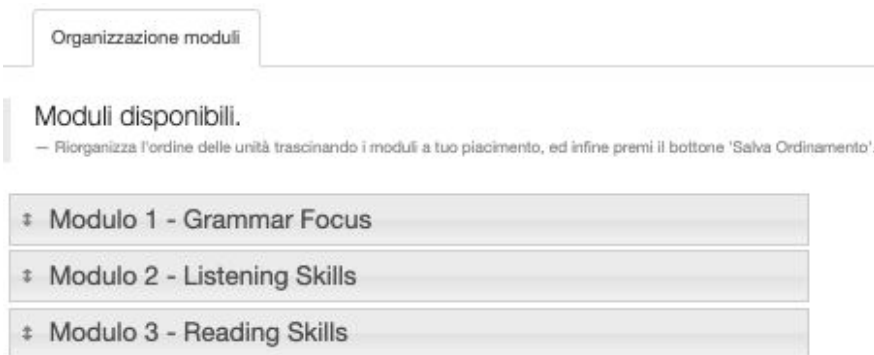 Organizzazione moduli
Moduli disponibili.
— Riorganizza l'ordine delle unità trascinando i moduli a tuo piacimento, ed infine premi il bottone 'Salva Ordinamento'.
Modulo 1 - Grammar Focus
Modulo 2 - Listening Skills
Modulo 3 - Reading Skills